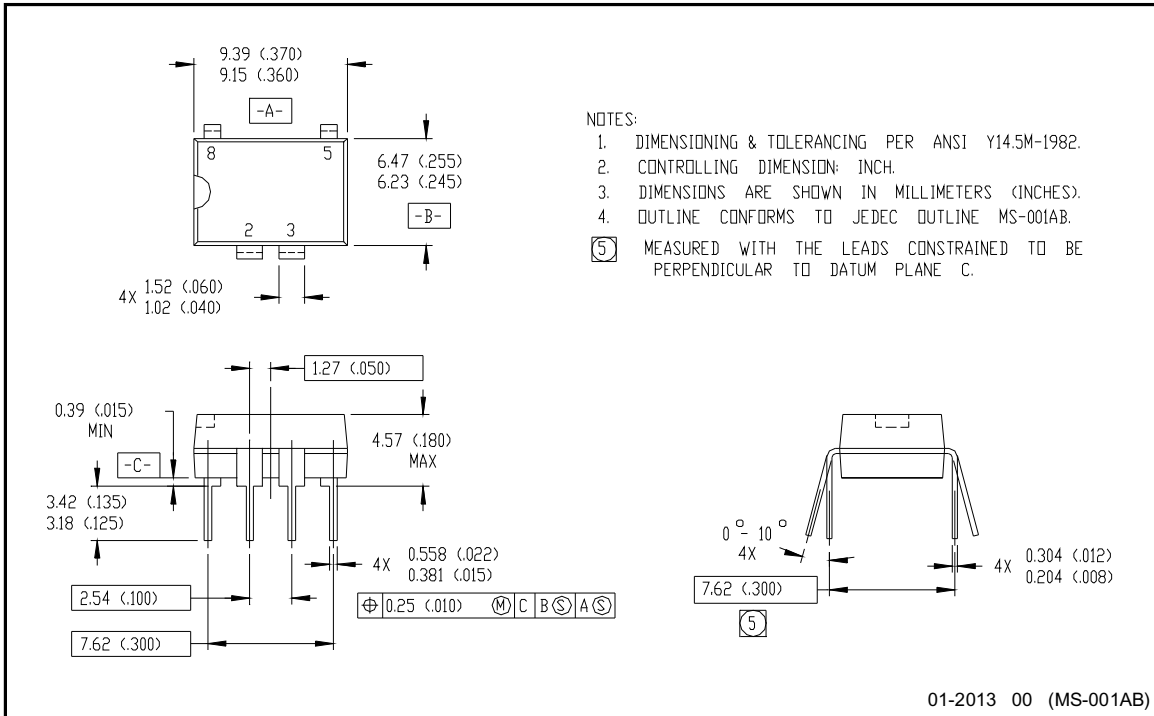 9.39 (.370)
9.15 (.360)
-A-
8 5
6.47 (.255)
6.23 (.245)
-B-
2 3
4X 1.52 (.060)
1.02 (.040)
NOTES:
1. DIMENSIONING & TOLERANCING PER ANSI Y14.5M-1982.
2. CONTROLLING DIMENSION: INCH.
3. DIMENSIONS ARE SHOWN IN MILLIMETERS (INCHES).
4. OUTLINE CONFORMS TO JEDEC OUTLINE MS-001AB.
5 MEASURED WITH THE LEADS CONSTRAINED TO BE
PERPENDICULAR TO DATUM PLANE C.
1.27 (.050)
0.39 (.015)
MIN
4.57 (.180)
MAX
-C-
3.42 (.135)
3.18 (.125)
4X 0.558 (.022)
0.381 (.015)
2.54 (.100)
⌖ 0.25 (.010) Ⓜ C B Ⓢ A Ⓢ
7.62 (.300)
0° - 10°
4X
4X 0.304 (.012)
0.204 (.008)
7.62 (.300)
5
01-2013 00 (MS-001AB)